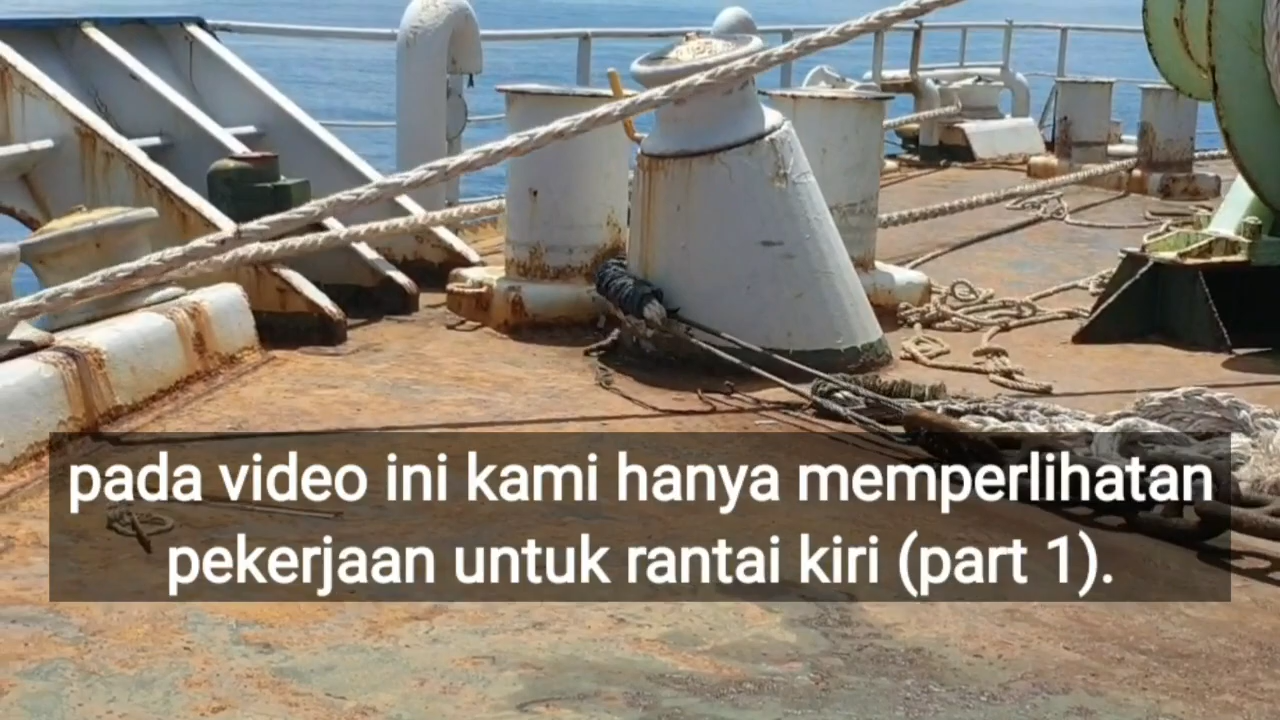 pada video ini kami hanya memperlihatan
pekerjaan untuk rantai kiri (part 1).